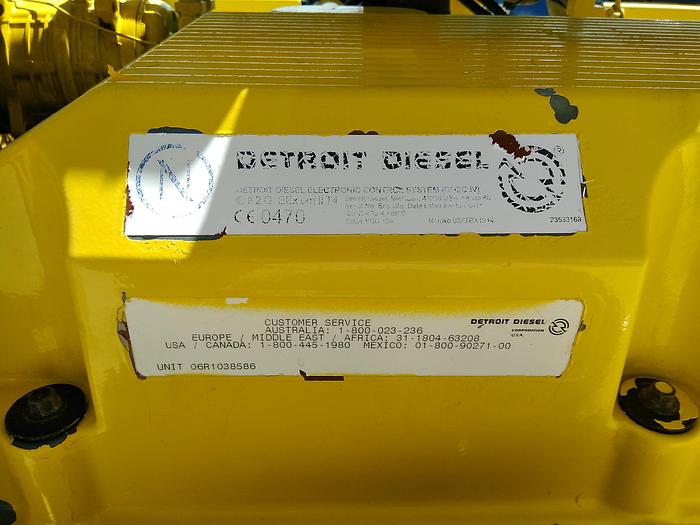 N
DETROIT DIESEL ®
DETROIT DIESEL ELECTRONIC CONTROL SYSTEM (DDEC IV)
CE 0470
23533169
CUSTOMER SERVICE
AUSTRALIA: 1-800-023-236
EUROPE / MIDDLE EAST / AFRICA: 31-1804-63208
USA / CANADA: 1-800-445-1980 MEXICO: 01-800-90271-00
UNIT 06R1038586
DETROIT DIESEL
CORPORATION
U.S.A.